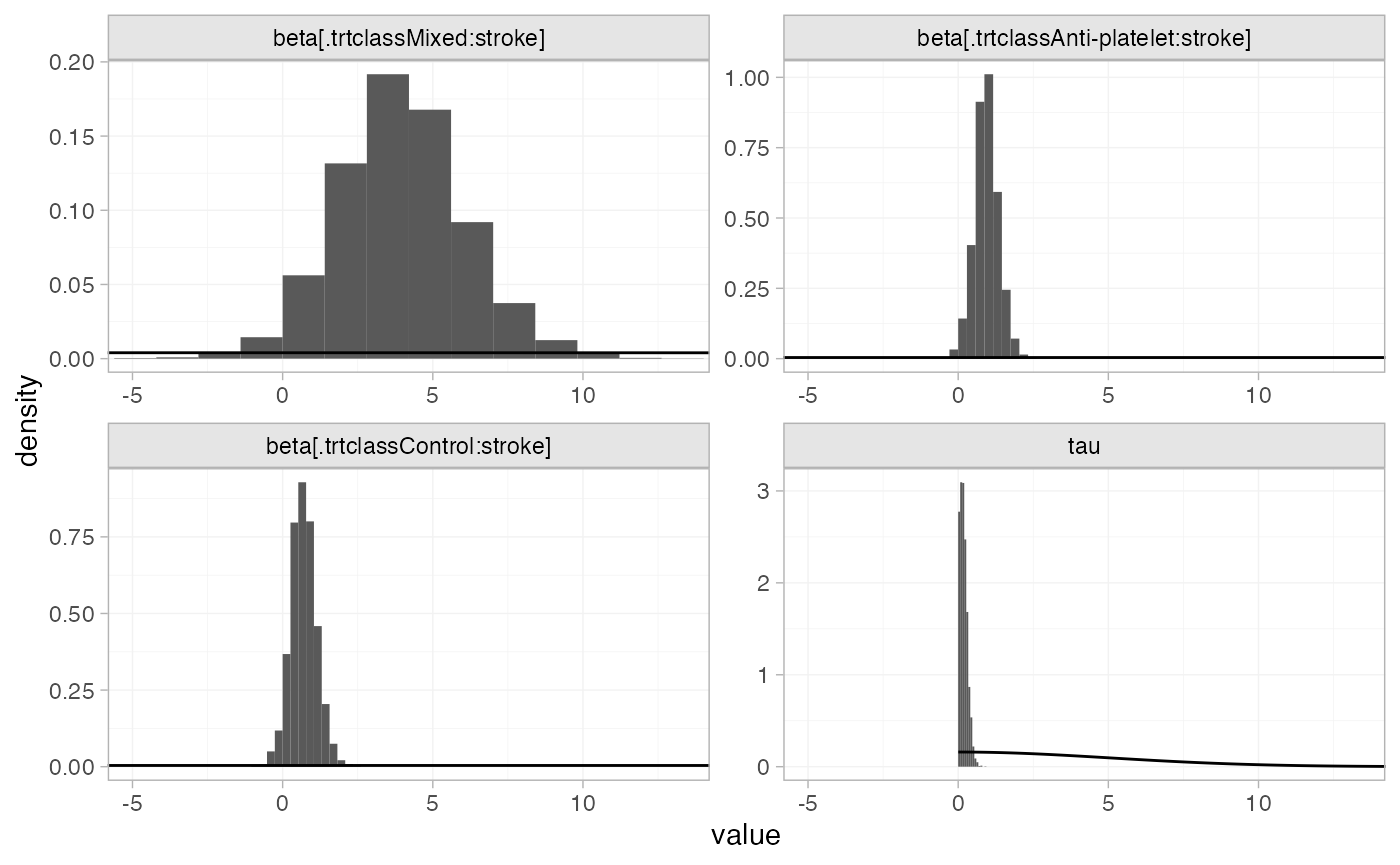 beta[.trtclassMixed:stroke]
0.20
0.15
0.10
0.05
0.00
-5 0 5 10
beta[.trtclassAnti-platelet:stroke]
1.00
0.75
0.50
0.25
0.00
-5 0 5 10
beta[.trtclassControl:stroke]
0.75
0.50
0.25
0.00
-5 0 5 10
tau
3
2
1
0
-5 0 5 10
density
value